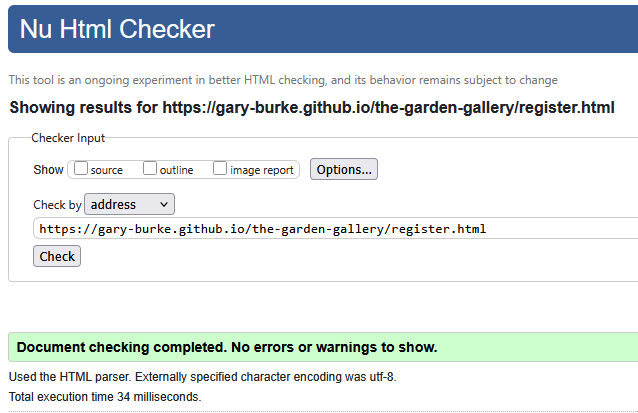 Nu Html Checker
This tool is an ongoing experiment in better HTML checking, and its behavior remains subject to change
Showing results for https://gary-burke.github.io/the-garden-gallery/register.html
Checker Input
Show source outline image report Options...
Check by address
https://gary-burke.github.io/the-garden-gallery/register.html
Check
Document checking completed. No errors or warnings to show.
Used the HTML parser. Externally specified character encoding was utf-8.
Total execution time 34 milliseconds.